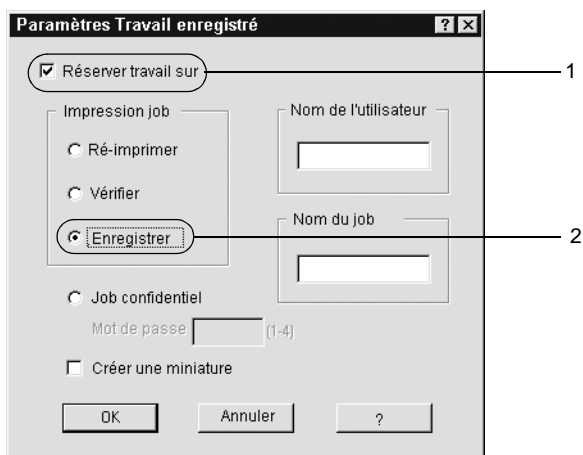 Paramètres Travail enregistré ? ×
Réserver travail sur 1
Impression job
Nom de l'utilisateur
Ré-imprimer
Vérifier
Nom du job
Enregistrer 2
Job confidentiel
Mot de passe (1-4)
Créer une miniature
OK Annuler ?